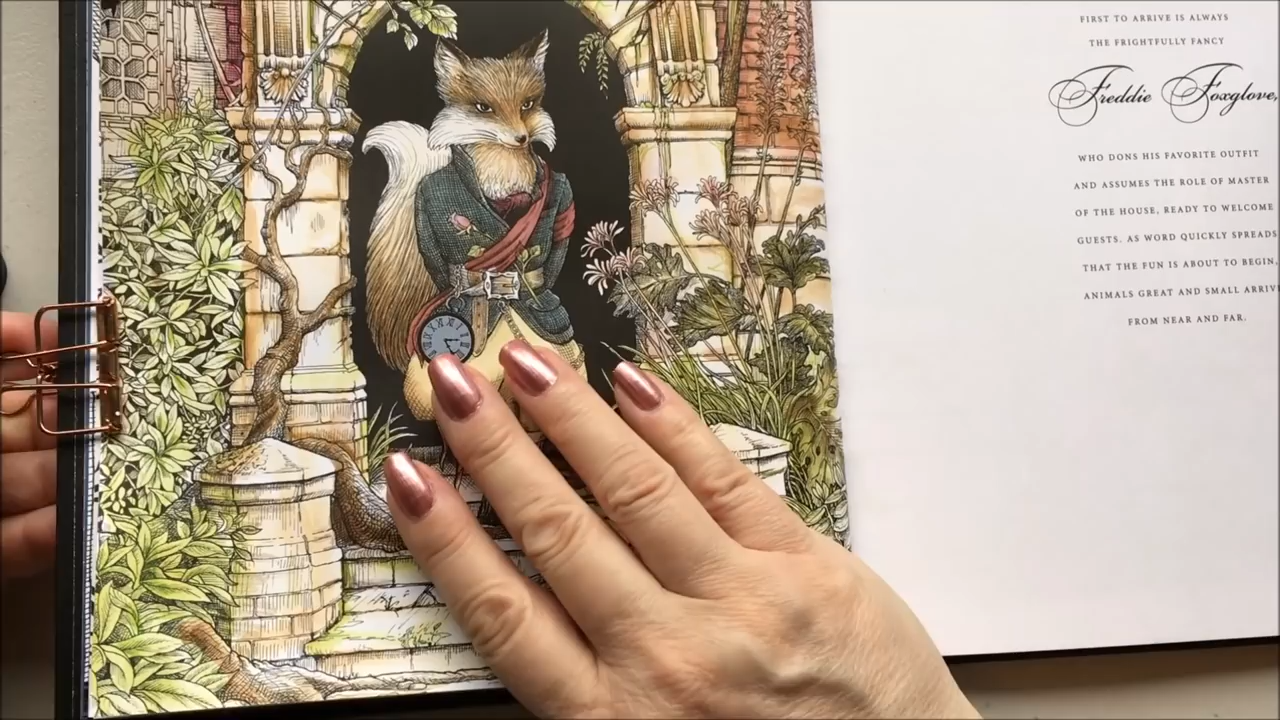 FIRST TO ARRIVE IS ALWAYS
THE FRIGHTFULLY FANCY
Freddie Foxglove,
WHO DONS HIS FAVORITE OUTFIT
AND ASSUMES THE ROLE OF MASTER
OF THE HOUSE, READY TO WELCOME
GUESTS. AS WORD QUICKLY SPREADS
THAT THE FUN IS ABOUT TO BEGIN,
ANIMALS GREAT AND SMALL ARRIV
FROM NEAR AND FAR.